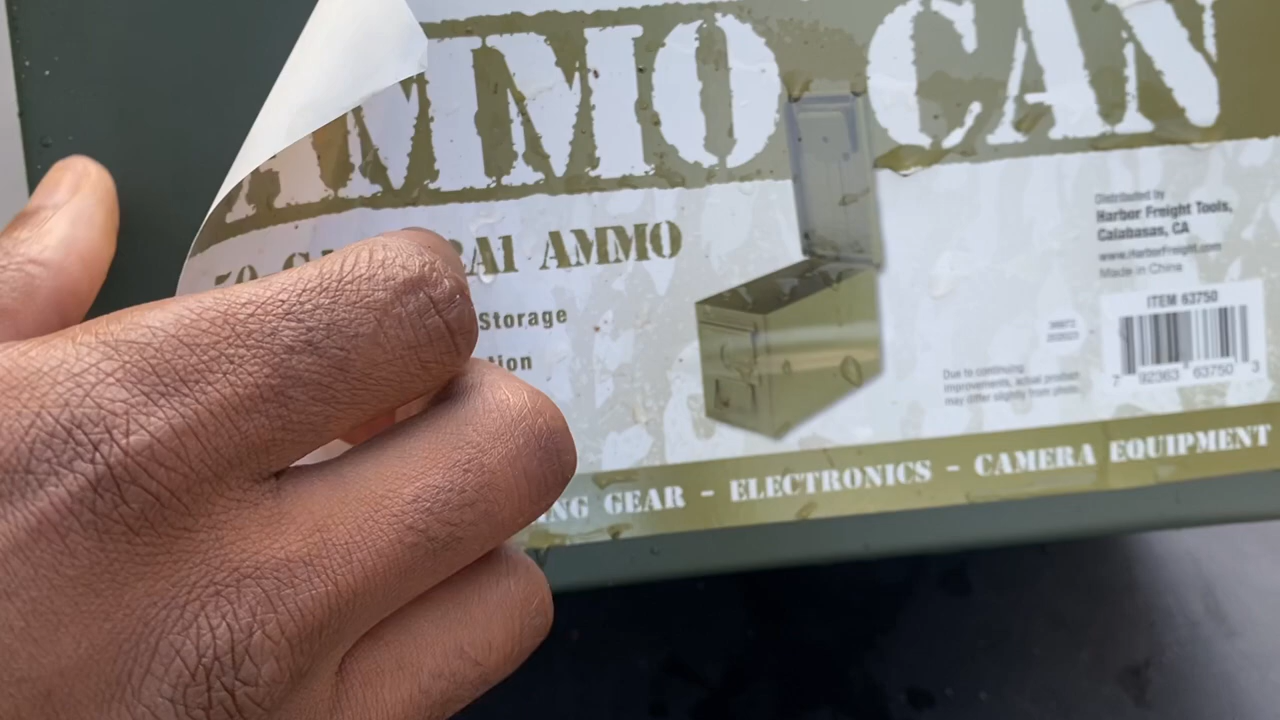 AMMO CAN
AMMO
Storage
GEAR - ELECTRONICS - CAMERA EQUIPMENT
Distributed by
Harbor Freight Tools,
Calabasas, CA
www.HarborFreight.com
Made in China
ITEM 63750
7 92363 63750 3
Due to continuing
improvements, actual product
may differ slightly from photo.